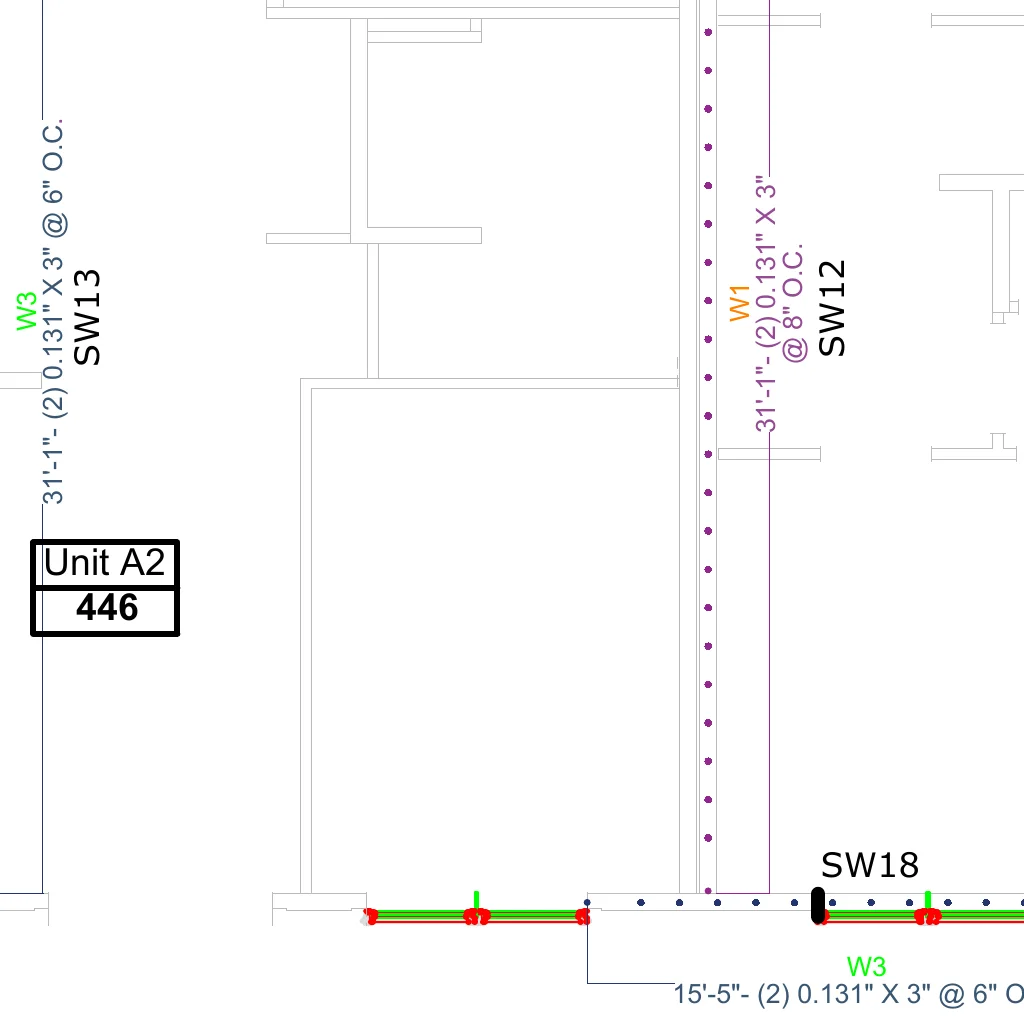 W3
31'-1"- (2) 0.131" X 3" @ 6" O.C.
SW13
W1
31'-1"- (2) 0.131" X 3"
@ 8" O.C.
SW12
Unit A2
446
SW18
W3
15'-5"- (2) 0.131" X 3" @ 6" O